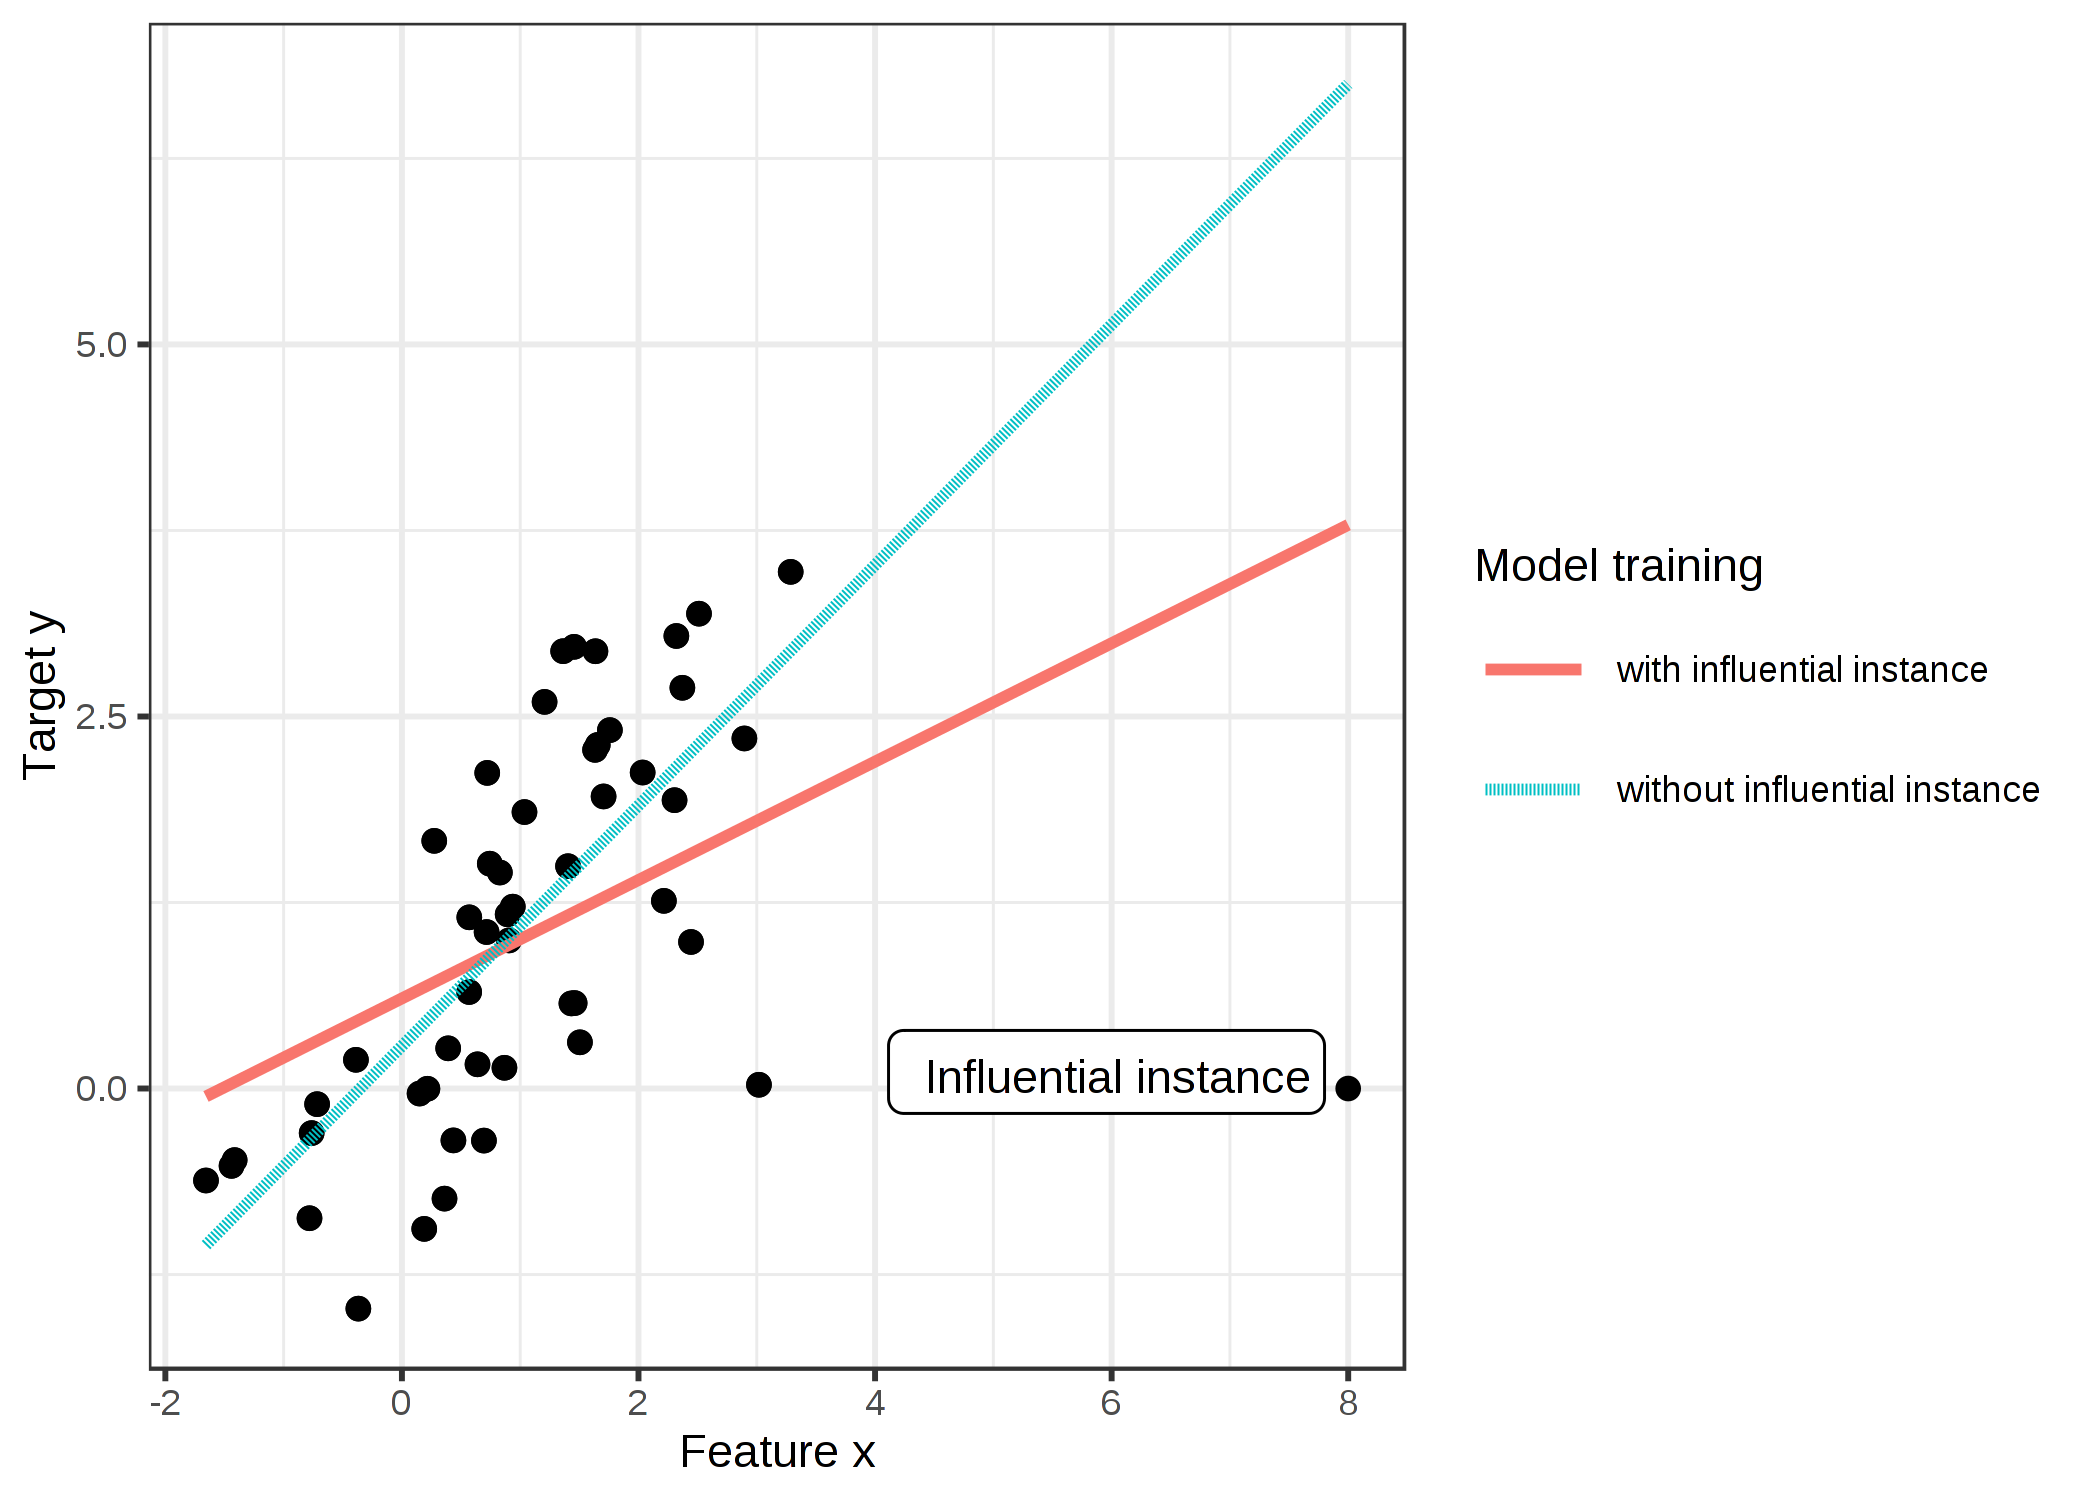 Target y
5.0
2.5
0.0
Influential instance
-2 0 2 4 6 8
Feature x
Model training
with influential instance
without influential instance